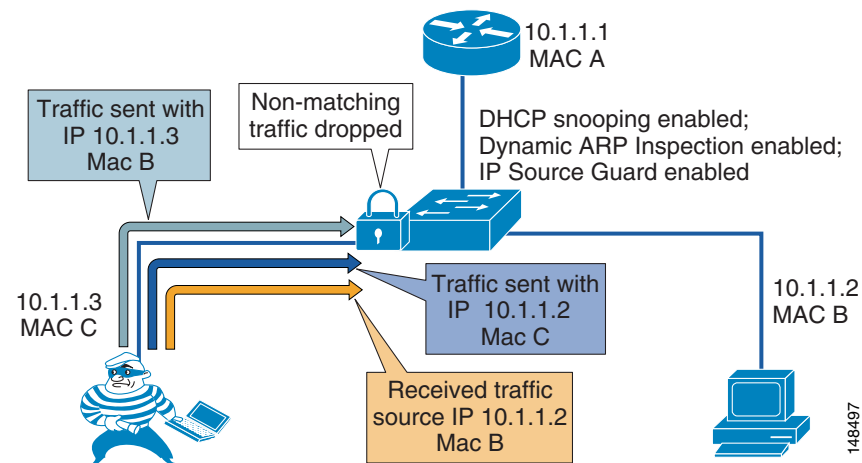 10.1.1.1
MAC A
Traffic sent with
IP 10.1.1.3
Mac B
Non-matching
traffic dropped
DHCP snooping enabled;
Dynamic ARP Inspection enabled;
IP Source Guard enabled
10.1.1.3
MAC C
Traffic sent with
IP 10.1.1.2
Mac C
10.1.1.2
MAC B
Received traffic
source IP 10.1.1.2
Mac B
148497